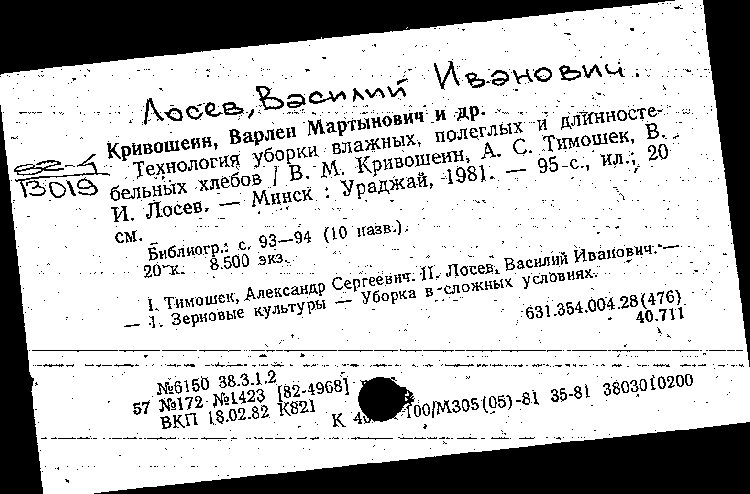 Лосев, Василий Иванович.
Кривошеин, Варлен Мартынович и др.
82-4
13019
Технология уборки влажных, полеглых и длинносте-
бельных хлебов / В. М. Кривошеин, А. С. Тимошек, В.
И. Лосев. — Минск : Ураджай, 1981. — 95 с., ил.; 20
см.
Библиогр.: с. 93—94 (10 назв.).
20 к. 8.500 экз.
I. Тимошек, Александр Сергеевич. II. Лосев, Василий Иванович. —
— 1. Зерновые культуры — Уборка в сложных условиях.
631.354.004.28(476)
40.711
№6150 38.3.1.2
57 №172 №1423 [82-4968]
ВКП 18.02.82 К821
К 100/М305(05)-81 35-81 3803010200